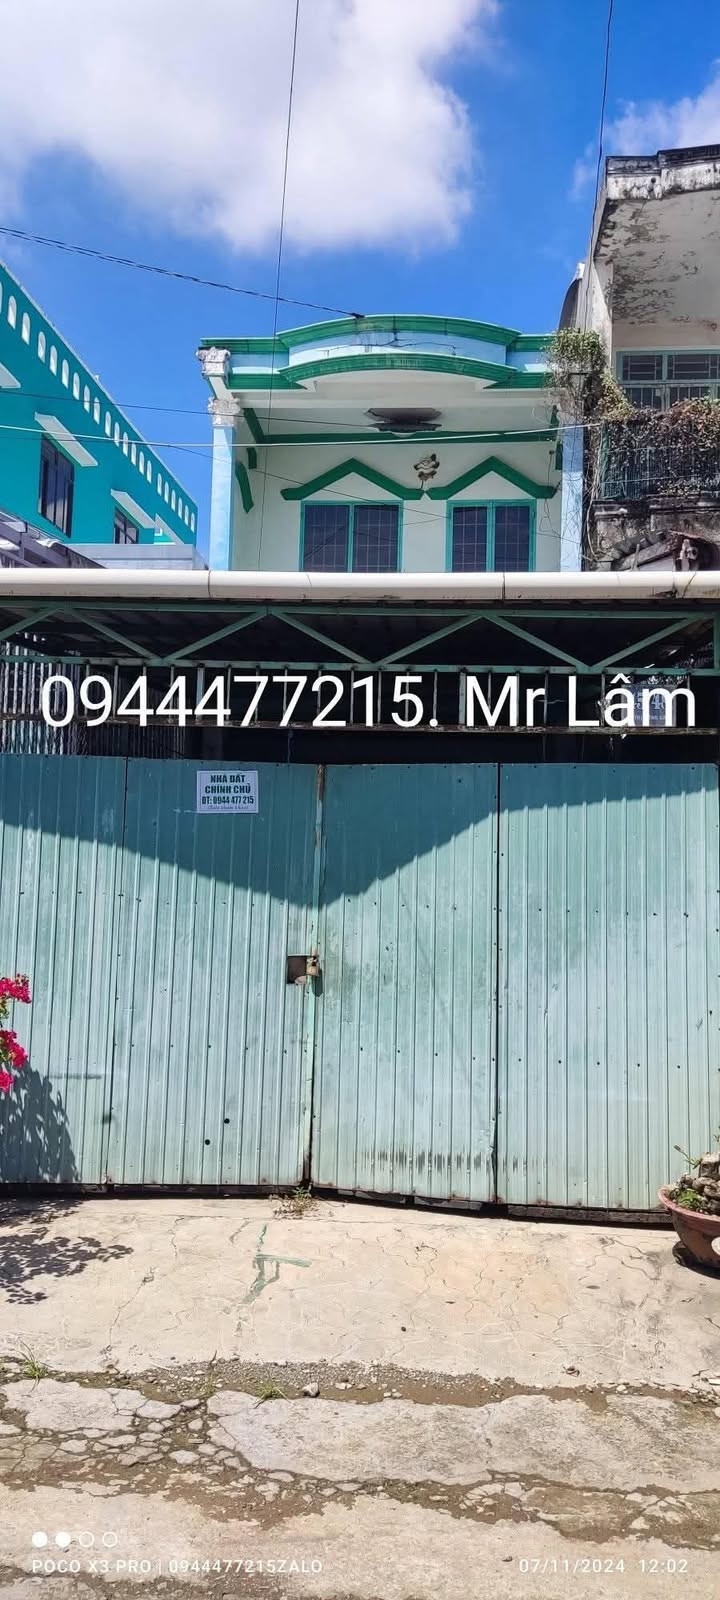 0944477215. Mr Lâm
NHÀ ĐẤT
CHÍNH CHỦ
ĐT: 0944 477 215
POCO X3 PRO | 0944477215ZALO
07/11/2024 12:02